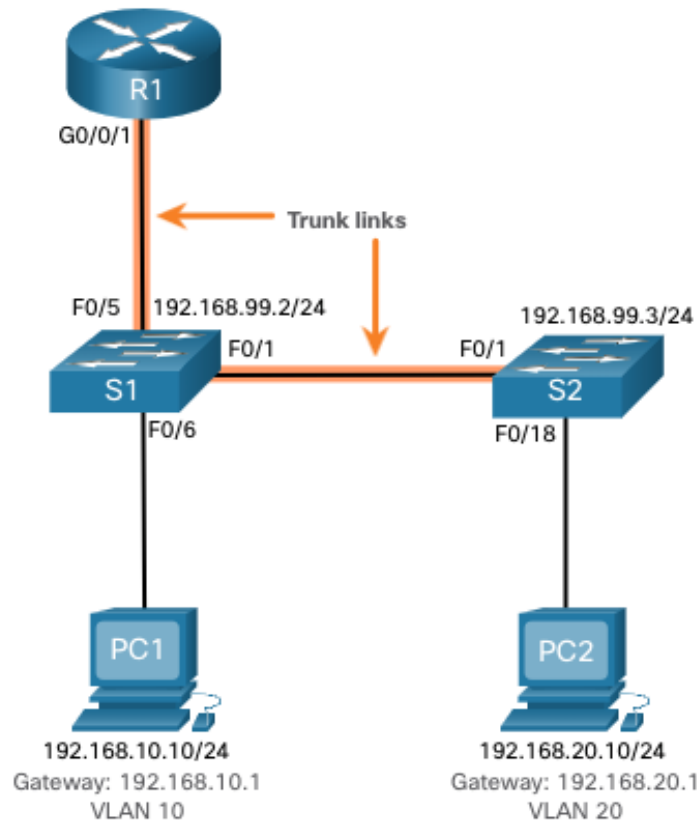 R1
G0/0/1
Trunk links
F0/5
192.168.99.2/24
192.168.99.3/24
F0/1
F0/1
S1
S2
F0/6
F0/18
PC1
PC2
192.168.10.10/24
Gateway: 192.168.10.1
VLAN 10
192.168.20.10/24
Gateway: 192.168.20.1
VLAN 20